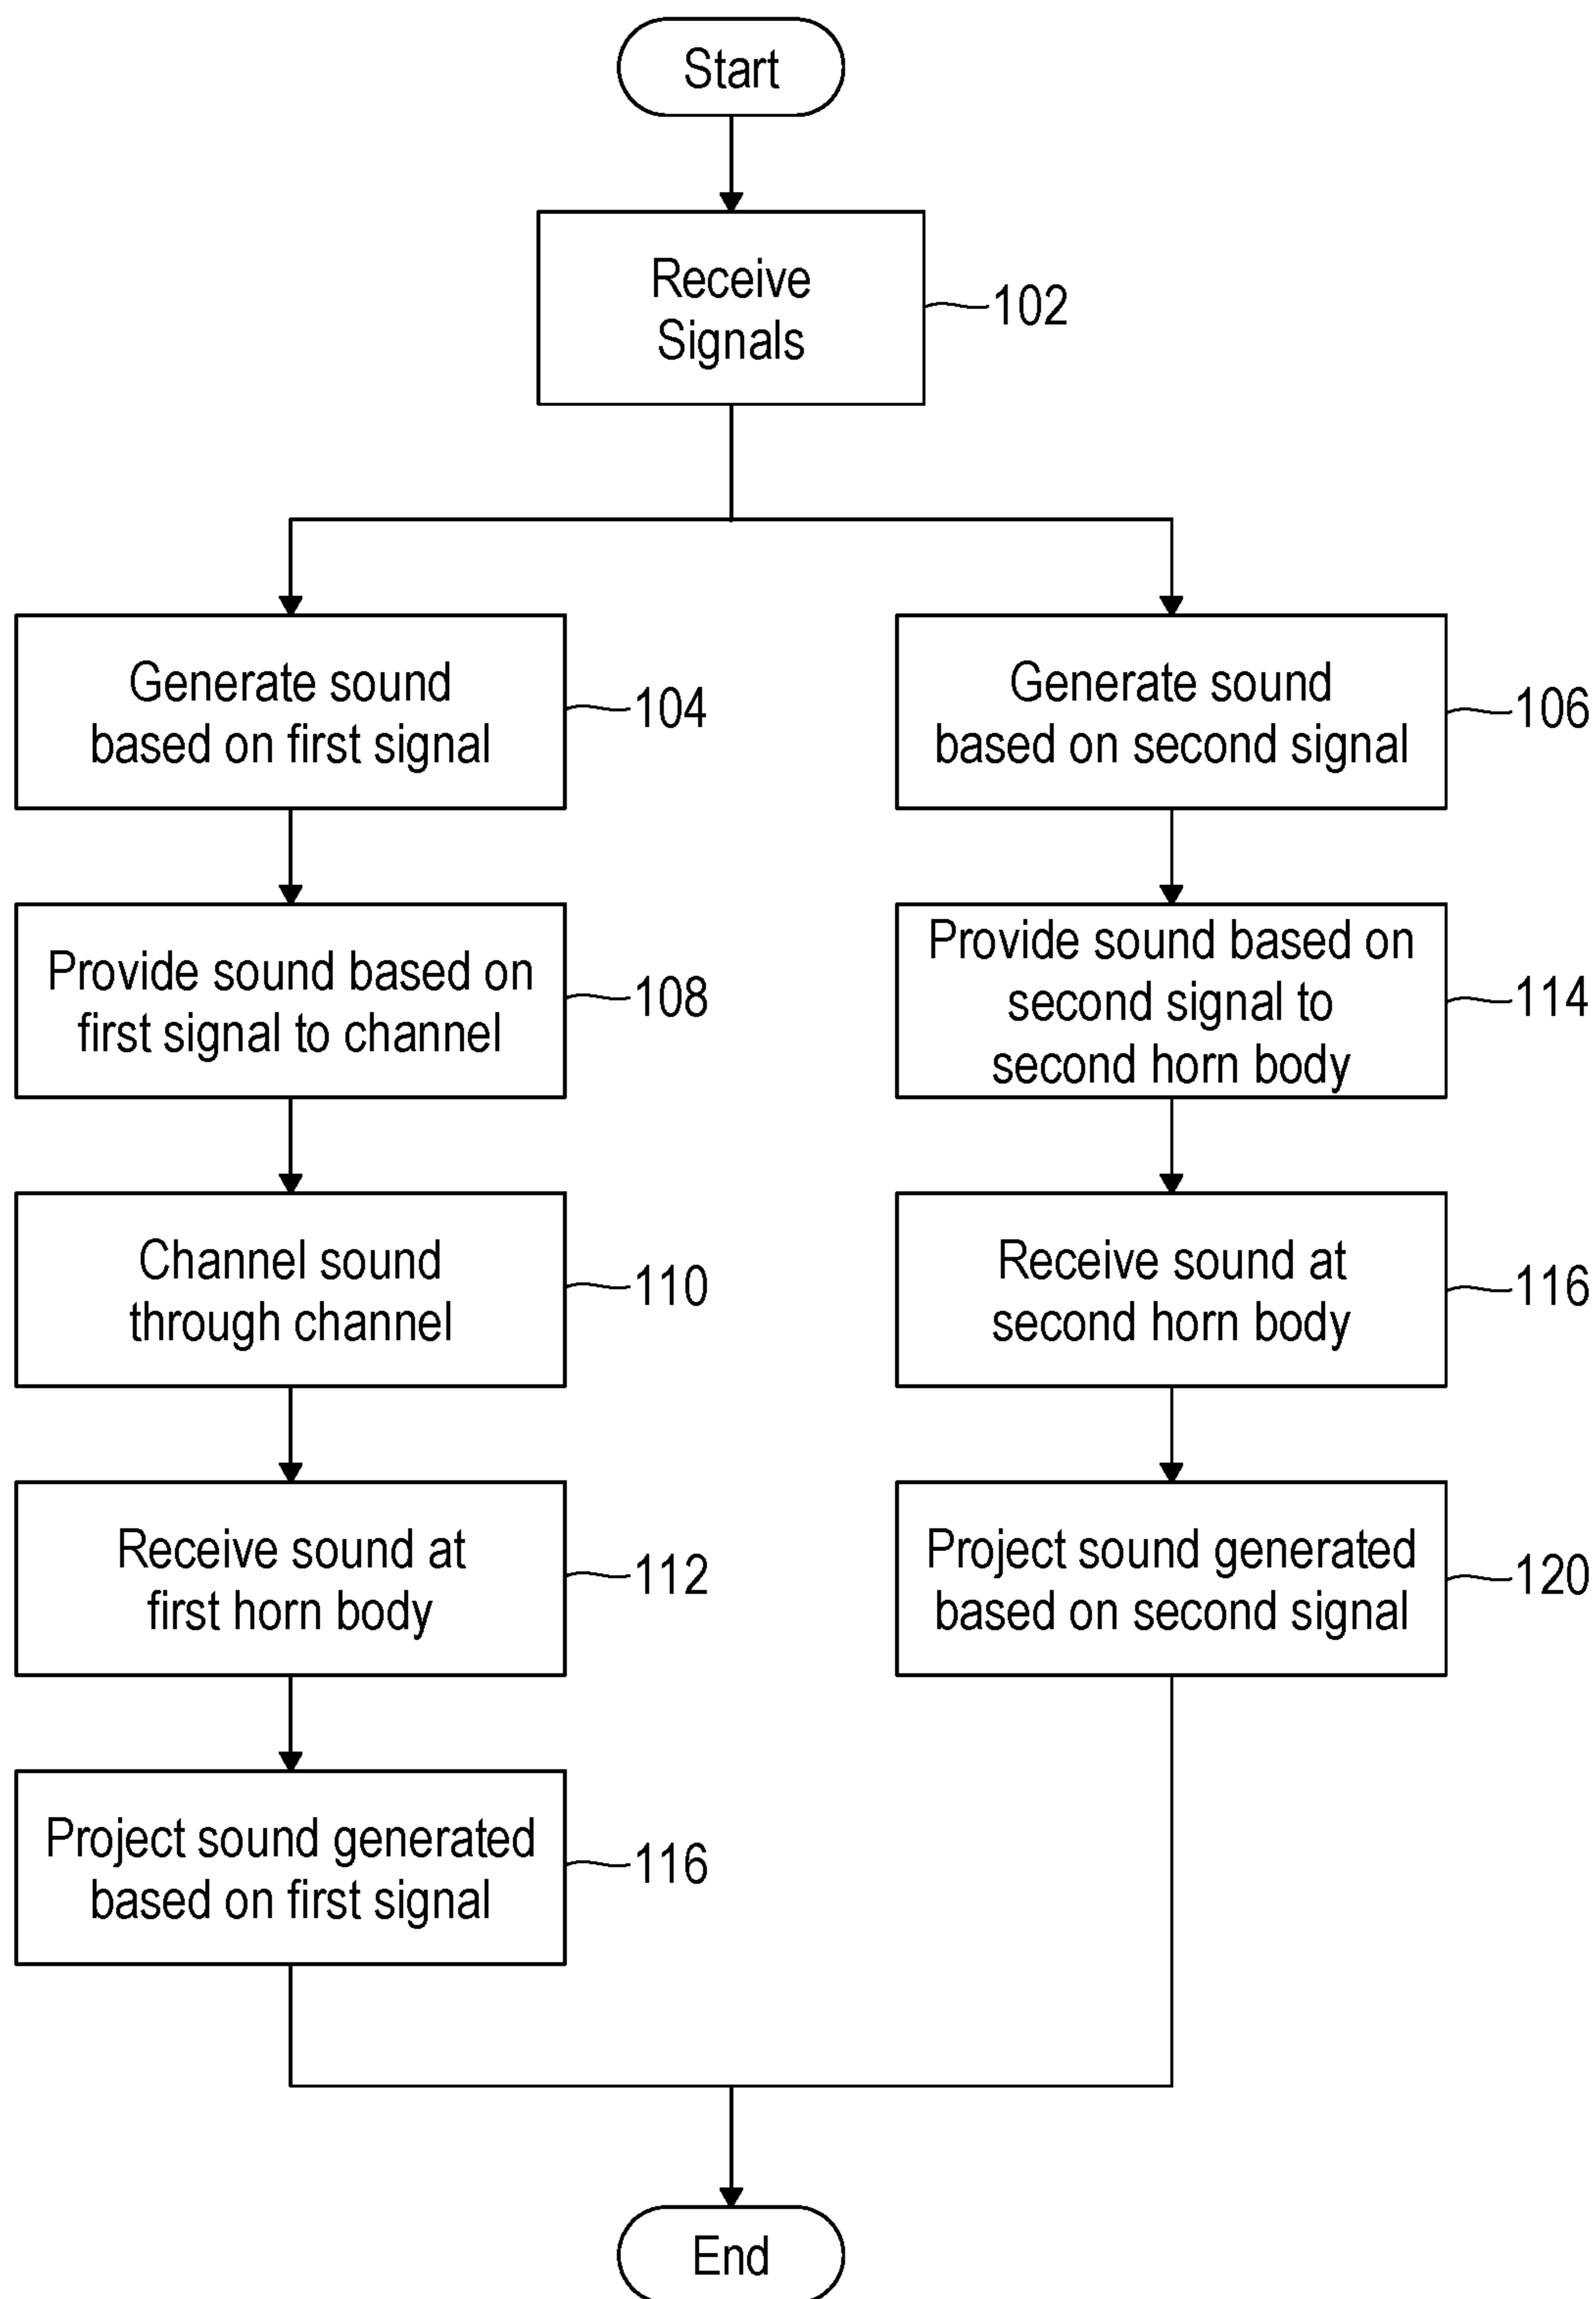 Start
Receive
Signals
102
Generate sound
based on first signal
104
Generate sound
based on second signal
106
Provide sound based on
first signal to channel
108
Provide sound based on
second signal to
second horn body
114
Channel sound
through channel
110
Receive sound at
second horn body
116
Receive sound at
first horn body
112
Project sound generated
based on second signal
120
Project sound generated
based on first signal
116
End